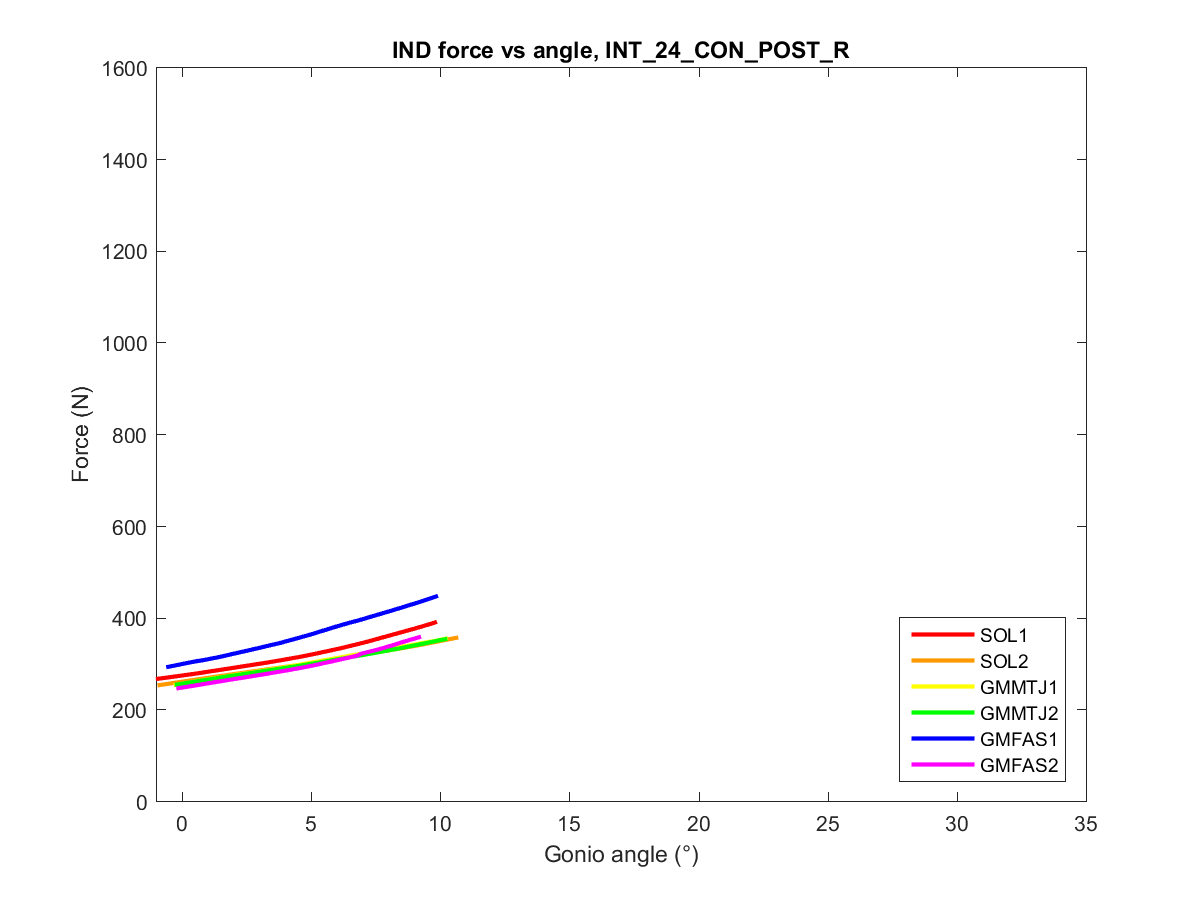 IND force vs angle, INT_24_CON_POST_R
1600
1400
1200
1000
800
600
400
200
0
Force (N)
0 5 10 15 20 25 30 35
Gonio angle (°)
SOL1
SOL2
GMMTJ1
GMMTJ2
GMFAS1
GMFAS2